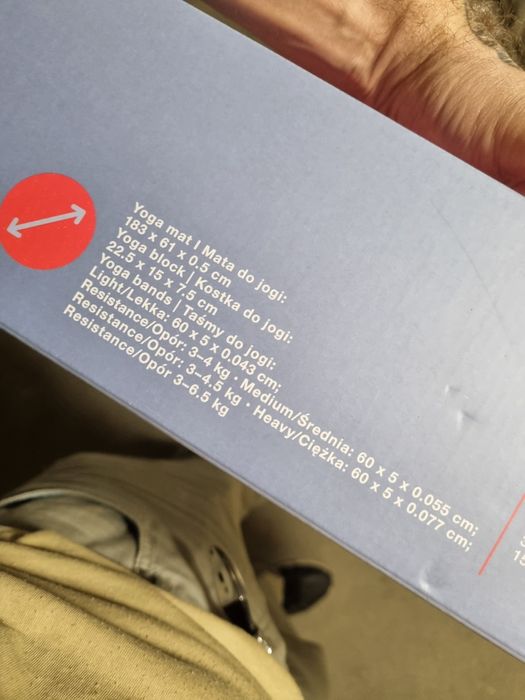 Yoga mat | Mata do jogi:
183 x 61 x 0.5 cm
Yoga block | Kostka do jogi:
22.5 x 15 x 7.5 cm
Yoga bands | Taśmy do jogi:
Light/Lekka: 60 x 5 x 0.043 cm;
Resistance/Opór: 3–4 kg · Medium/Średnia: 60 x 5 x 0.055 cm;
Resistance/Opór: 3–4.5 kg · Heavy/Ciężka: 60 x 5 x 0.077 cm;
Resistance/Opór 3–6.5 kg